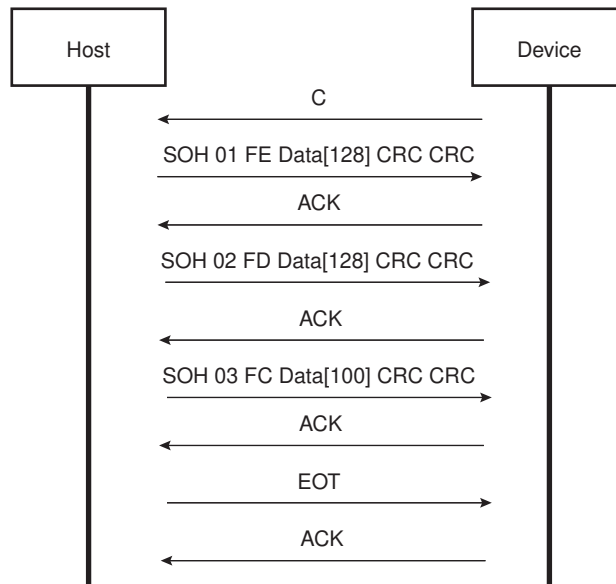 Host
Device
C
SOH 01 FE Data[128] CRC CRC
ACK
SOH 02 FD Data[128] CRC CRC
ACK
SOH 03 FC Data[100] CRC CRC
ACK
EOT
ACK